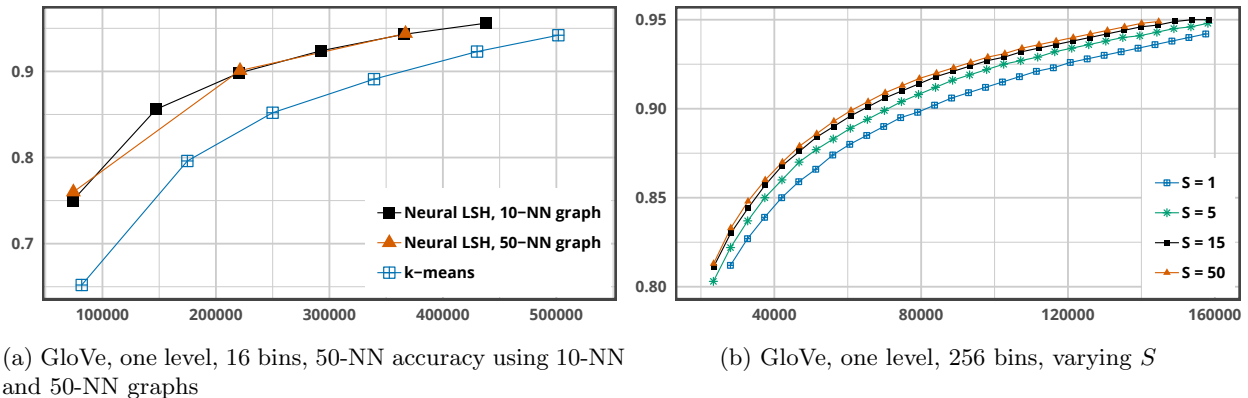 0.9
0.8
0.7
100000 200000 300000 400000 500000
Neural LSH, 10−NN graph
Neural LSH, 50−NN graph
k−means
0.95
0.90
0.85
0.80
40000 80000 120000 160000
S = 1
S = 5
S = 15
S = 50
(a) GloVe, one level, 16 bins, 50-NN accuracy using 10-NN
and 50-NN graphs
(b) GloVe, one level, 256 bins, varying S